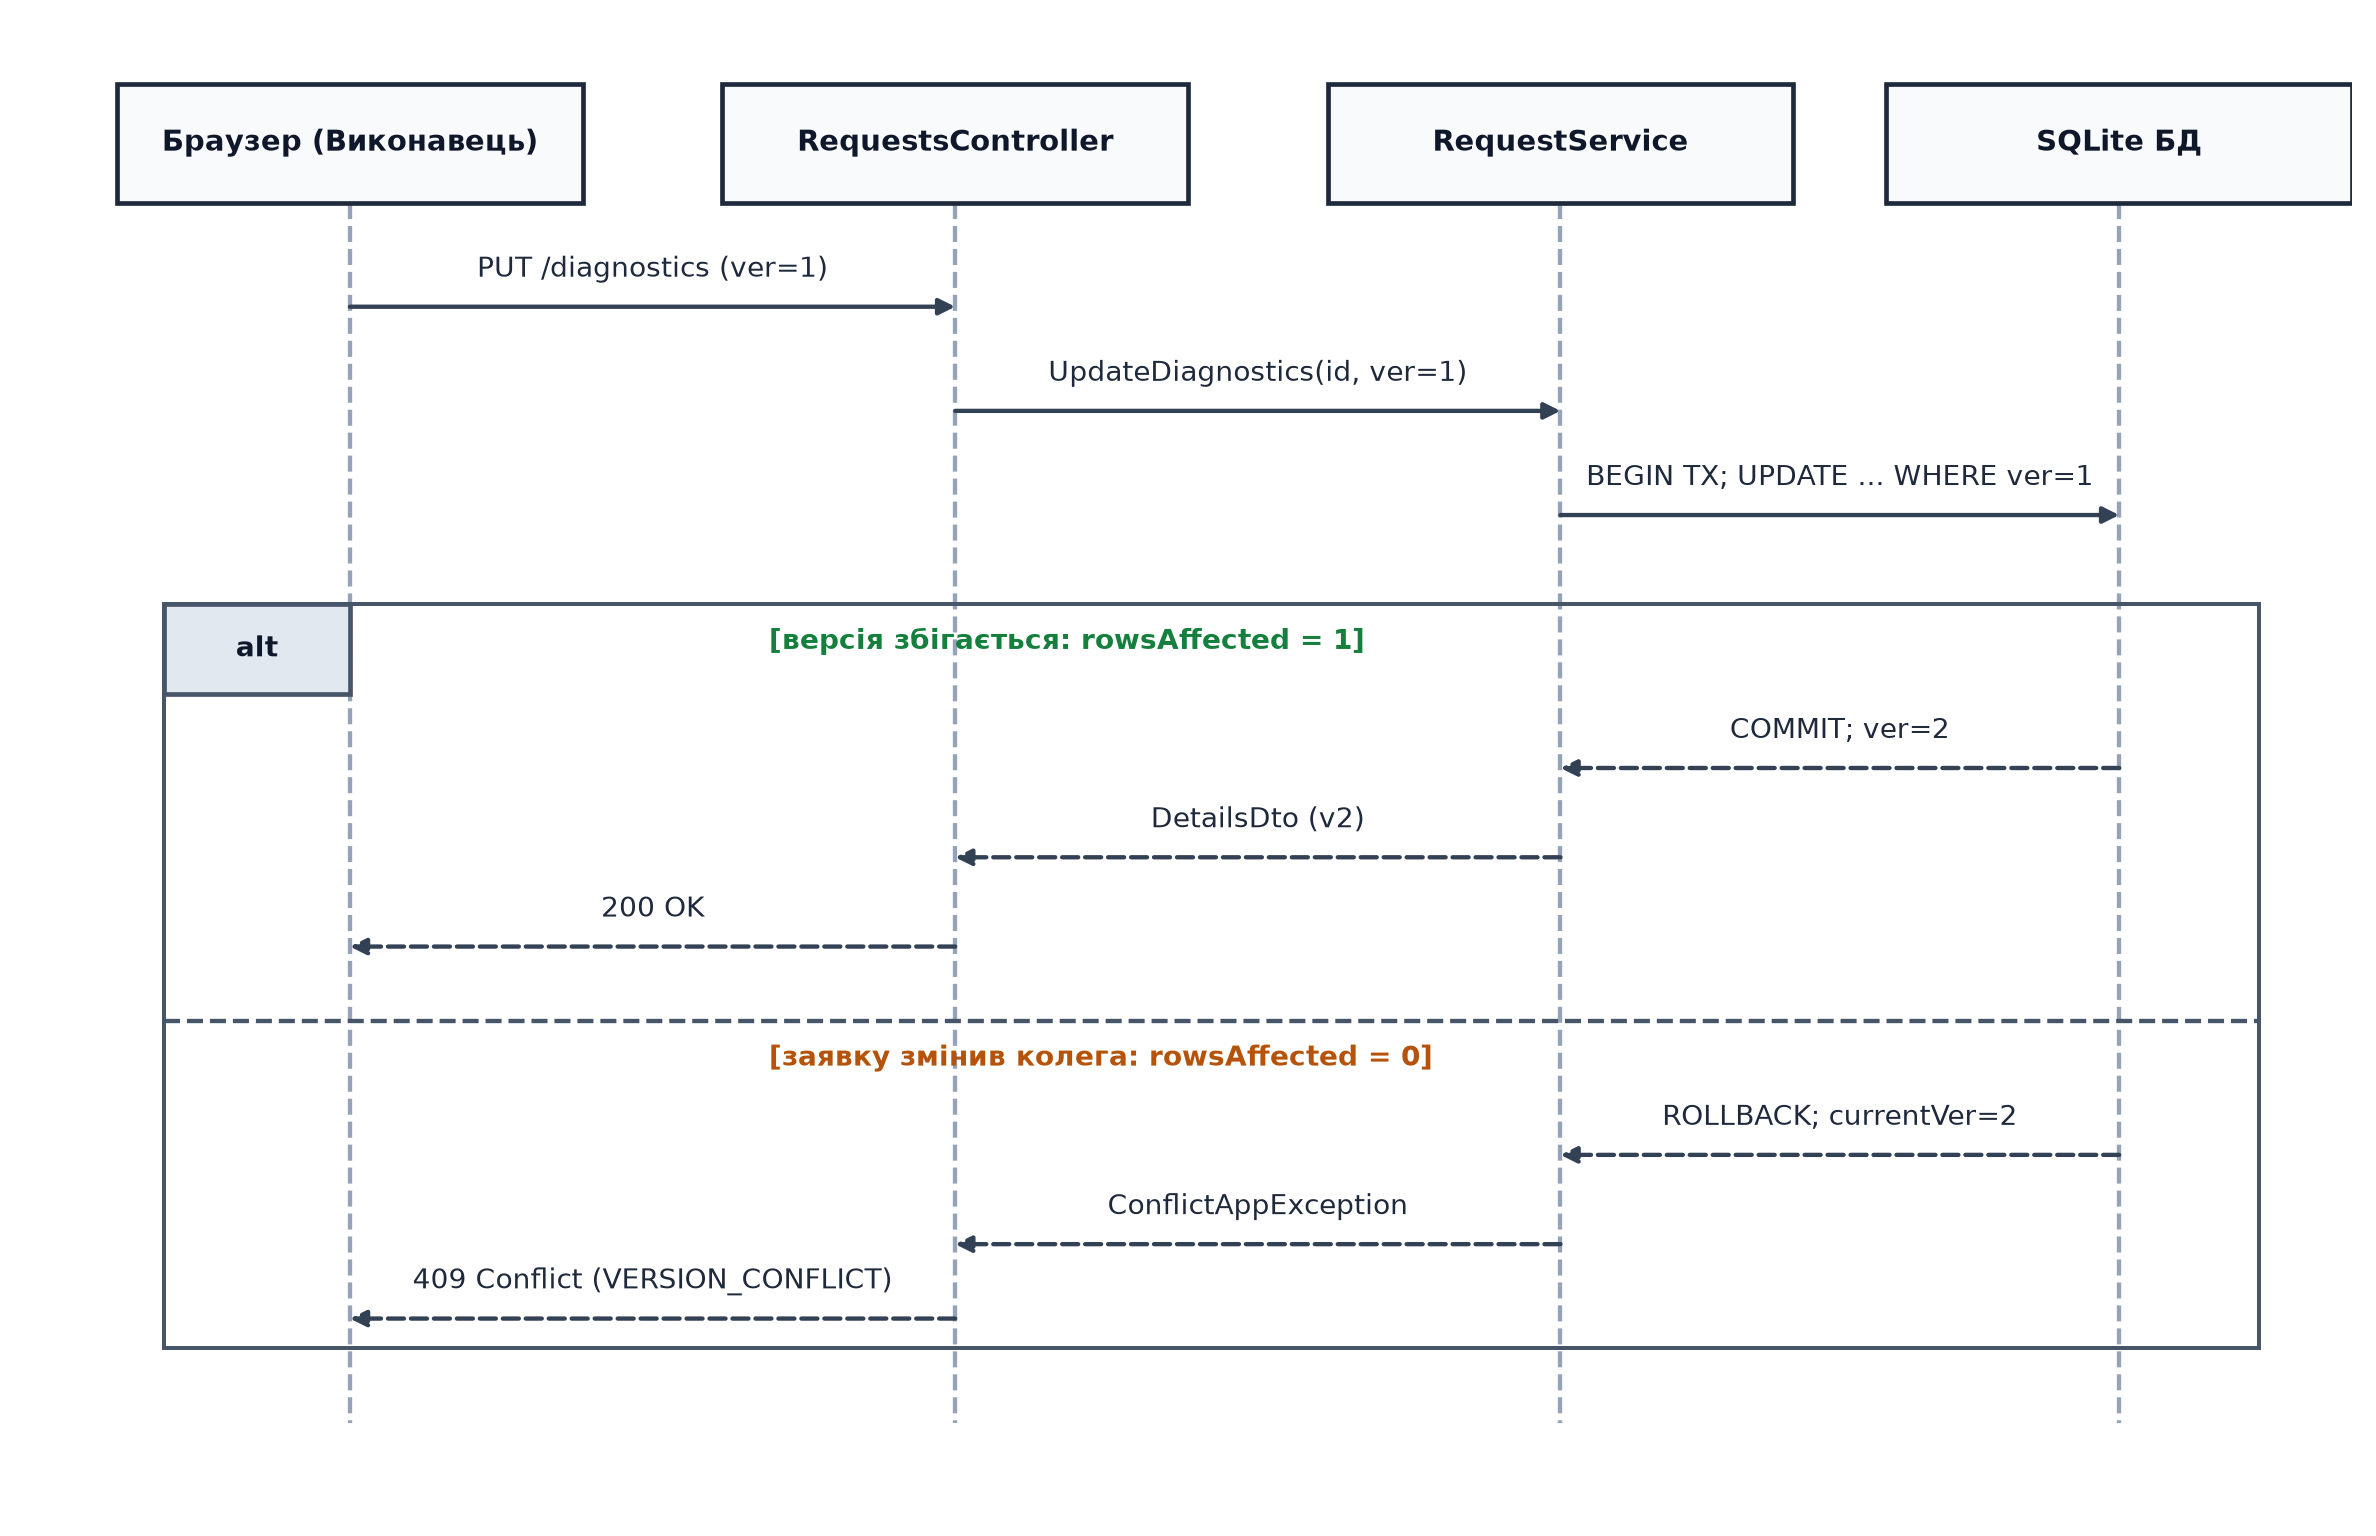 Браузер (Виконавець)
RequestsController
RequestService
SQLite БД
PUT /diagnostics (ver=1)
UpdateDiagnostics(id, ver=1)
BEGIN TX; UPDATE ... WHERE ver=1
alt
[версія збігається: rowsAffected = 1]
COMMIT; ver=2
DetailsDto (v2)
200 OK
[заявку змінив колега: rowsAffected = 0]
ROLLBACK; currentVer=2
ConflictAppException
409 Conflict (VERSION_CONFLICT)